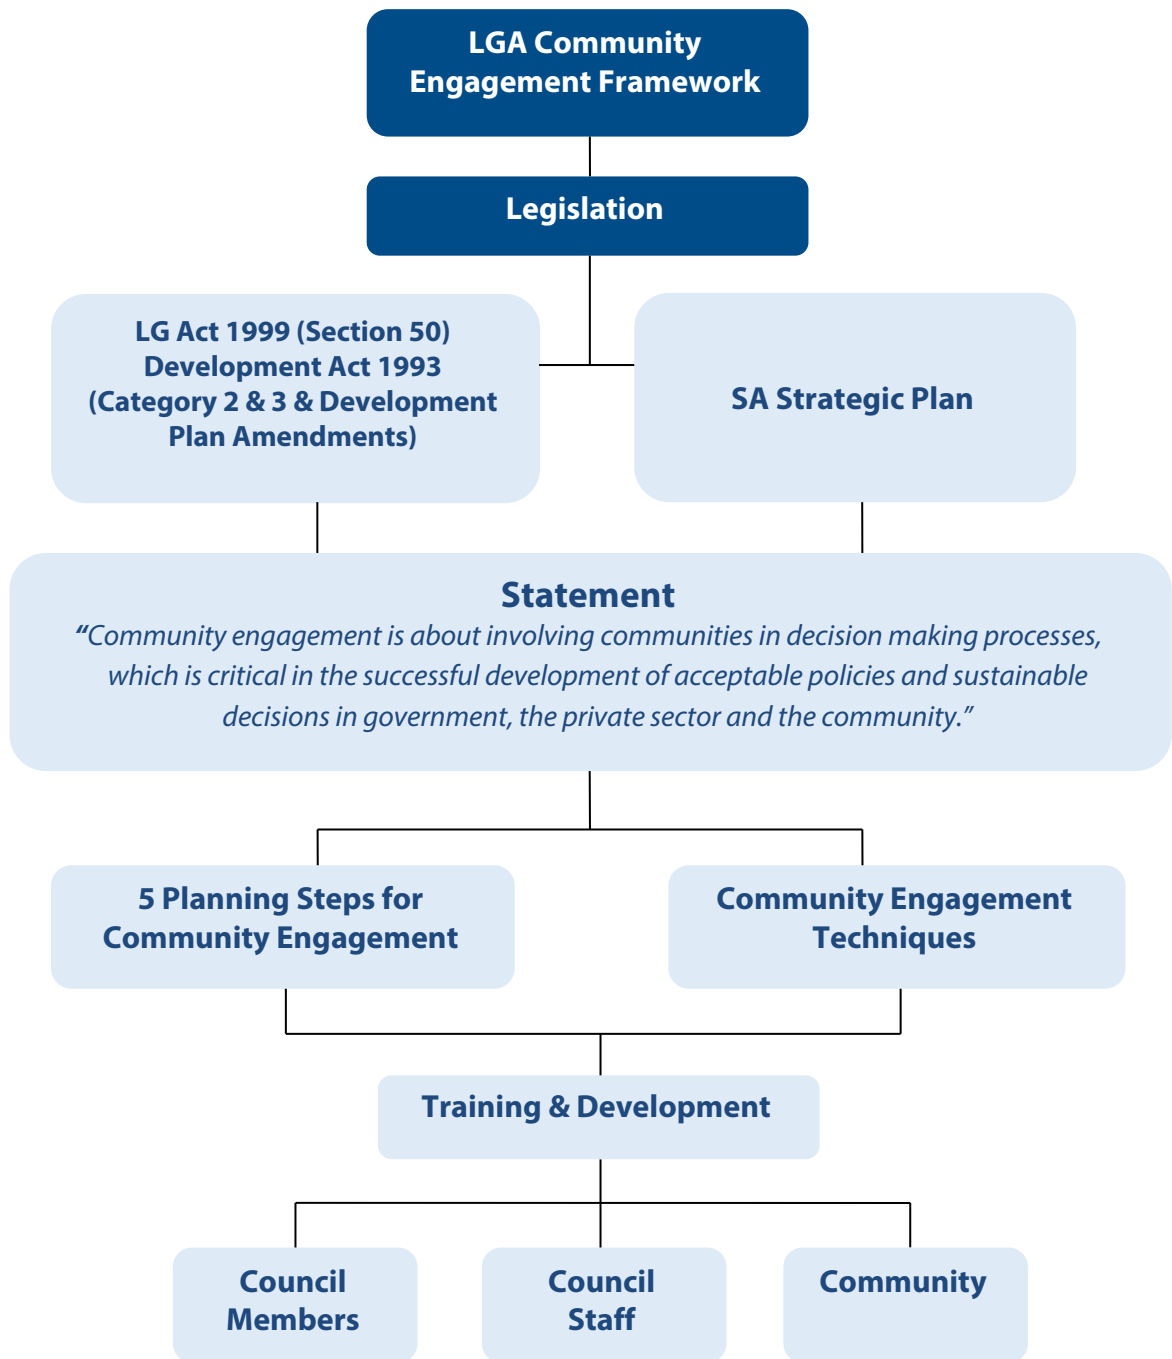 LGA Community
Engagement Framework
Legislation
LG Act 1999 (Section 50)
Development Act 1993
(Category 2 & 3 & Development
Plan Amendments)
SA Strategic Plan
Statement
“Community engagement is about involving communities in decision making processes,
which is critical in the successful development of acceptable policies and sustainable
decisions in government, the private sector and the community.”
5 Planning Steps for
Community Engagement
Community Engagement
Techniques
Training & Development
Council
Members
Council
Staff
Community